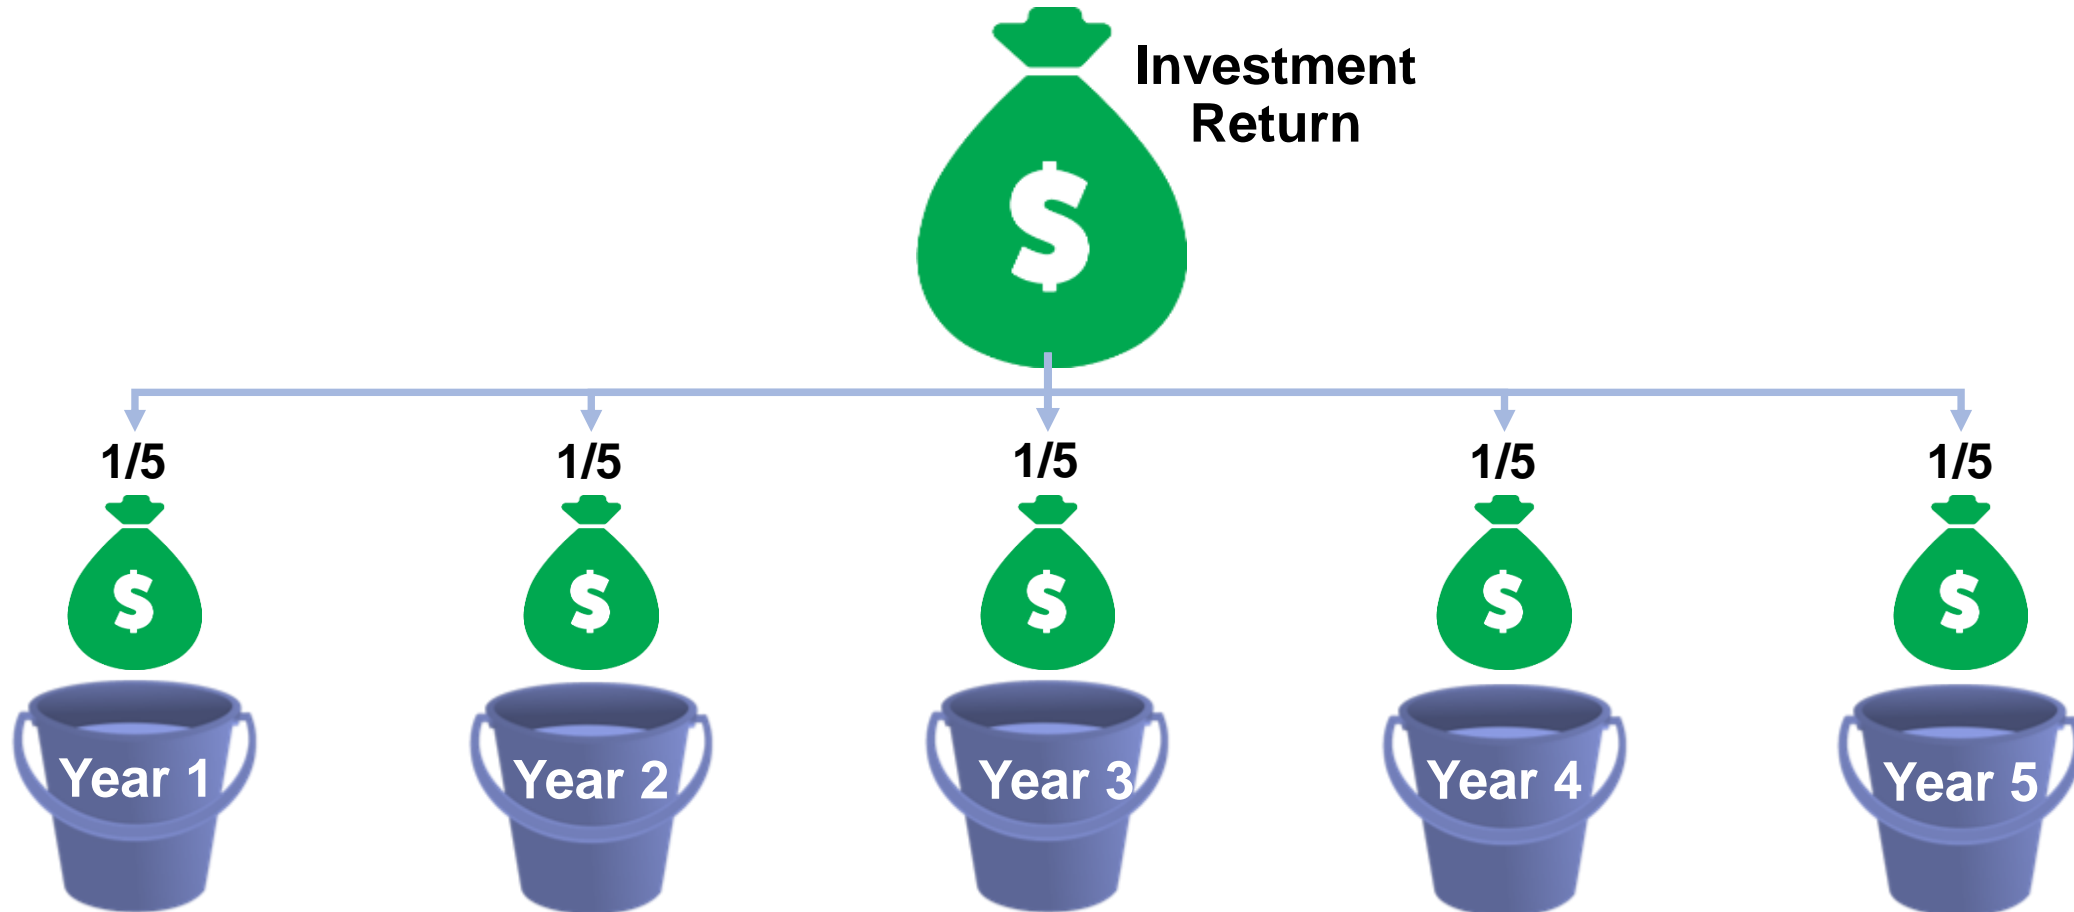 Investment
Return
$
1/5
1/5
1/5
1/5
1/5
$
$
$
$
$
Year 1
Year 2
Year 3
Year 4
Year 5